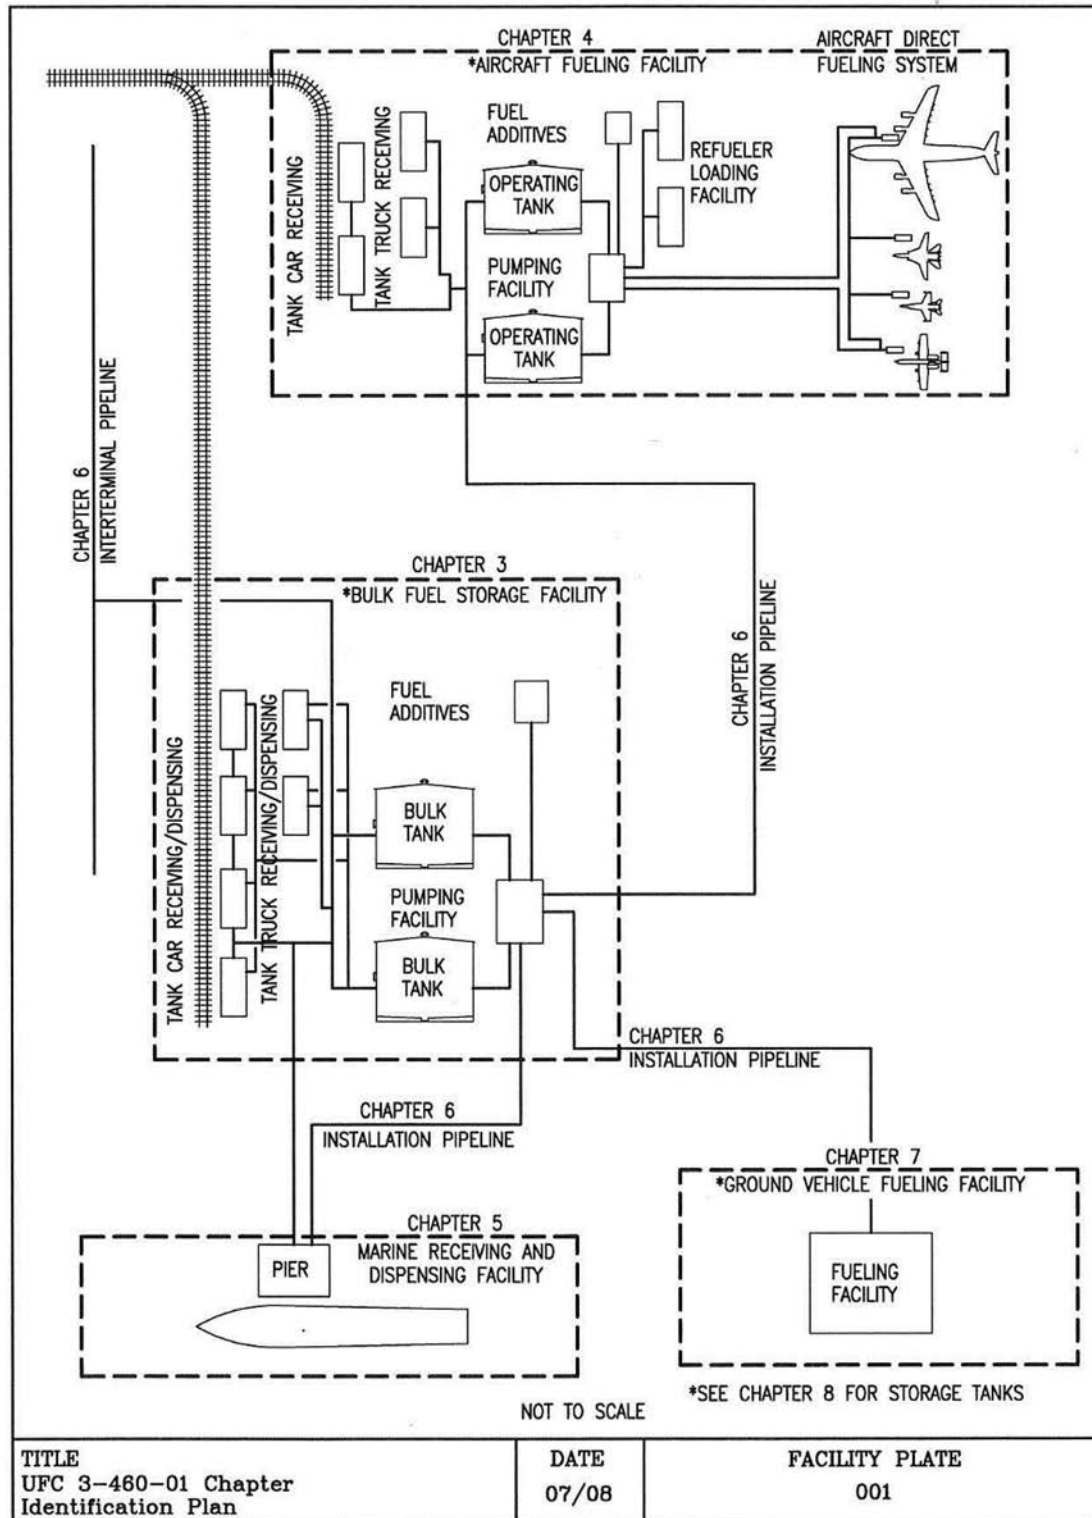 CHAPTER 4
*AIRCRAFT FUELING FACILITY
AIRCRAFT DIRECT
FUELING SYSTEM
TANK CAR RECEIVING
TANK TRUCK RECEIVING
FUEL
ADDITIVES
OPERATING
TANK
REFUELER
LOADING
FACILITY
PUMPING
FACILITY
OPERATING
TANK
CHAPTER 6
INTERTERMINAL PIPELINE
CHAPTER 3
*BULK FUEL STORAGE FACILITY
CHAPTER 6
INSTALLATION PIPELINE
TANK CAR RECEIVING/DISPENSING
TANK TRUCK RECEIVING/DISPENSING
FUEL
ADDITIVES
BULK
TANK
PUMPING
FACILITY
BULK
TANK
CHAPTER 6
INSTALLATION PIPELINE
CHAPTER 6
INSTALLATION PIPELINE
CHAPTER 7
*GROUND VEHICLE FUELING FACILITY
FUELING
FACILITY
CHAPTER 5
MARINE RECEIVING AND
DISPENSING FACILITY
PIER
*SEE CHAPTER 8 FOR STORAGE TANKS
NOT TO SCALE
TITLE
UFC 3-460-01 Chapter
Identification Plan
DATE
07/08
FACILITY PLATE
001